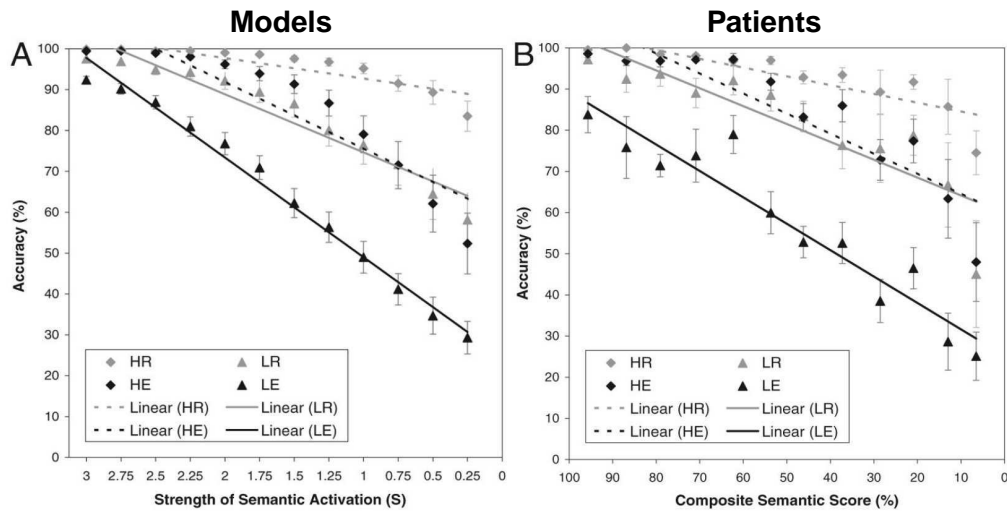 Models
Patients
A
Accuracy (%)
100
90
80
70
60
50
40
30
20
10
0
HR
LR
HE
LE
Linear (HR)
Linear (LR)
Linear (HE)
Linear (LE)
3 2.75 2.5 2.25 2 1.75 1.5 1.25 1 0.75 0.5 0.25 0
Strength of Semantic Activation (S)
B
Accuracy (%)
100
90
80
70
60
50
40
30
20
10
0
HR
LR
HE
LE
Linear (HR)
Linear (LR)
Linear (HE)
Linear (LE)
100 90 80 70 60 50 40 30 20 10 0
Composite Semantic Score (%)